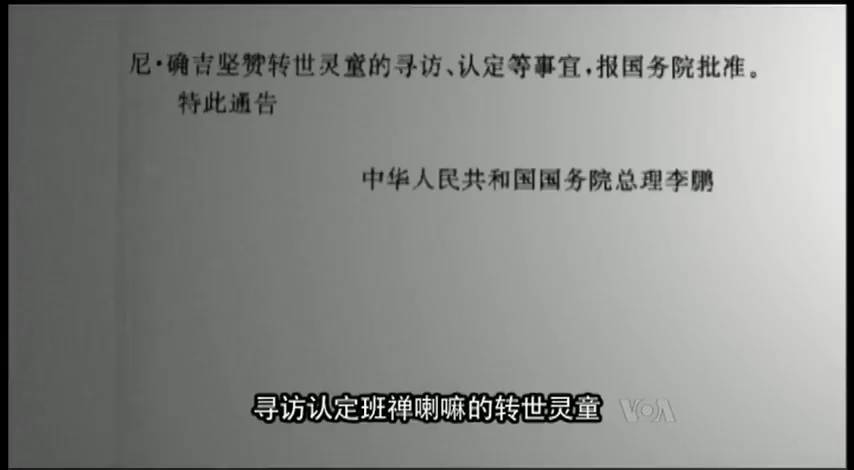 尼·确吉坚赞转世灵童的寻访、认定等事宜,报国务院批准。
特此通告
中华人民共和国国务院总理李鹏
寻访认定班禅喇嘛的转世灵童
VOA